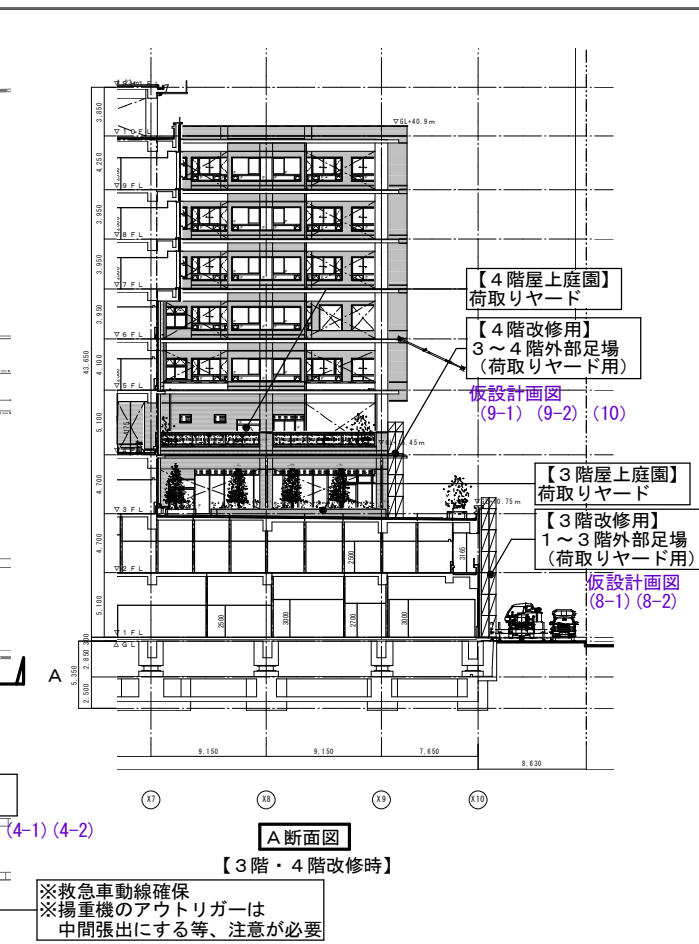 ▽GL+40.9m
3,850
▽10FL
4,250
▽9FL
3,950
▽8FL
3,950
▽7FL
3,950
▽6FL
4,100
▽5FL
43,650
5,100
4,700
▽3FL
4,700
▽2FL
5,100
▽1FL
△GL
300
2,850
5,350
2,500
2500
3165
2500
3000
2700
3000
【４階屋上庭園】
荷取りヤード
【４階改修用】
３～４階外部足場
（荷取りヤード用）
仮設計画図
(9-1) (9-2) (10)
【３階屋上庭園】
荷取りヤード
【３階改修用】
１～３階外部足場
（荷取りヤード用）
仮設計画図
(8-1)(8-2)
A
9,150
9,150
7,650
8,630
X7
X8
X9
X10
(4-1)(4-2)
Ａ断面図
【３階・４階改修時】
※救急車動線確保
※揚重機のアウトリガーは
中間張出にする等、注意が必要